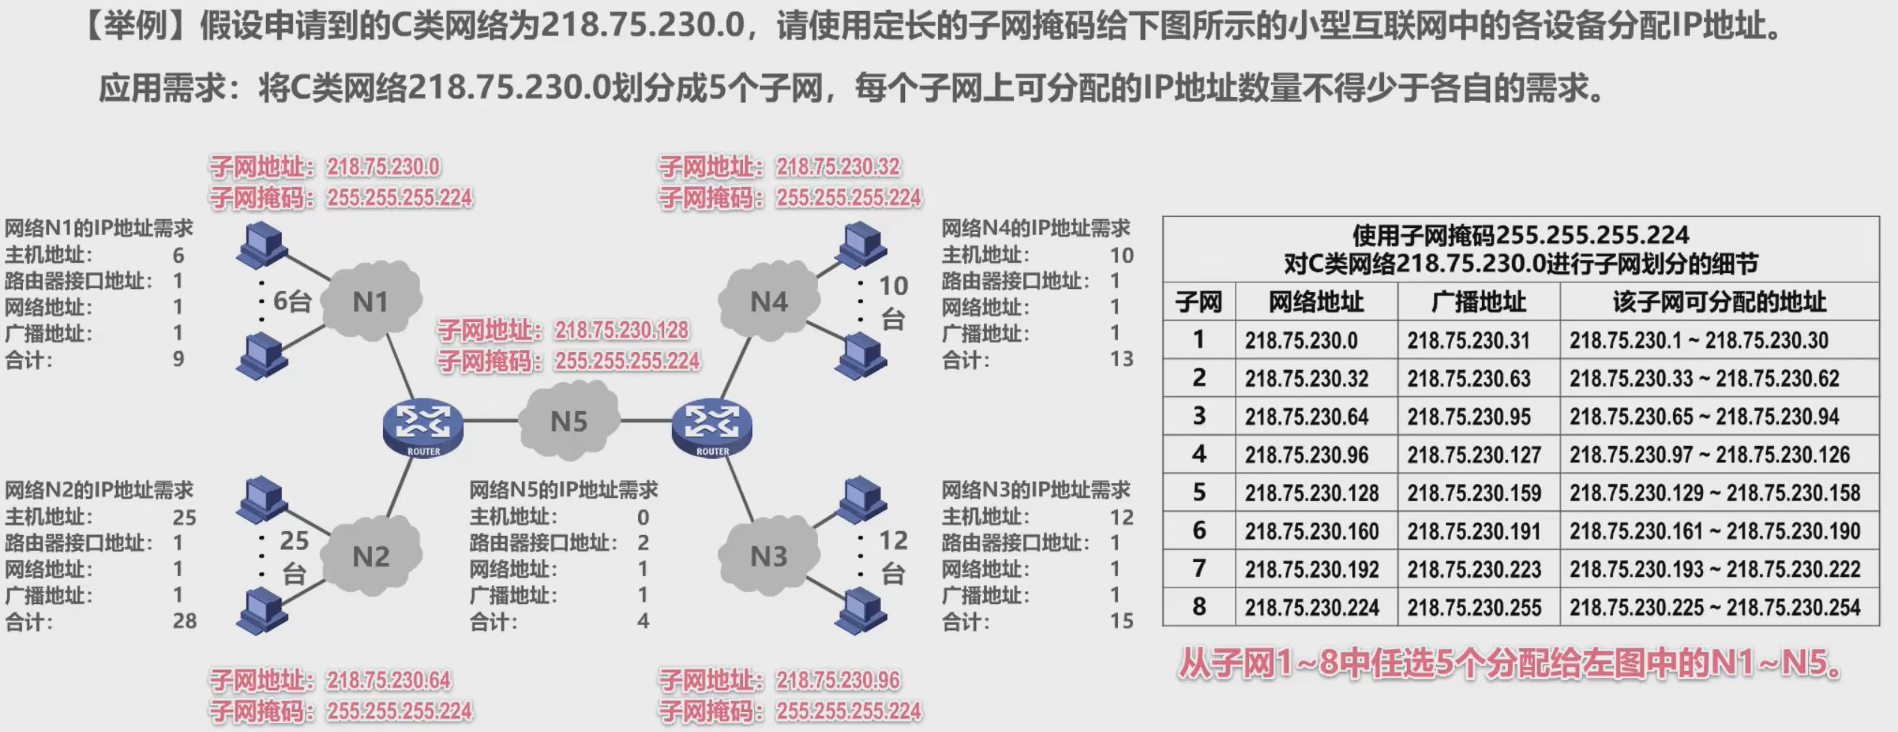 【举例】假设申请到的C类网络为218.75.230.0，请使用定长的子网掩码给下图所示的小型互联网中的各设备分配IP地址。
应用需求：将C类网络218.75.230.0划分成5个子网，每个子网上可分配的IP地址数量不得少于各自的需求。
子网地址：218.75.230.0
子网掩码：255.255.255.224
网络N1的IP地址需求
主机地址： 6
路由器接口地址： 1
网络地址： 1
广播地址： 1
合计： 9
6台
N1
子网地址：218.75.230.32
子网掩码：255.255.255.224
N4
10
台
网络N4的IP地址需求
主机地址： 10
路由器接口地址： 1
网络地址： 1
广播地址： 1
合计： 13
子网地址：218.75.230.128
子网掩码：255.255.255.224
N5
ROUTER
ROUTER
网络N2的IP地址需求
主机地址： 25
路由器接口地址： 1
网络地址： 1
广播地址： 1
合计： 28
25
台
N2
网络N5的IP地址需求
主机地址： 0
路由器接口地址： 2
网络地址： 1
广播地址： 1
合计： 4
N3
12
台
网络N3的IP地址需求
主机地址： 12
路由器接口地址： 1
网络地址： 1
广播地址： 1
合计： 15
子网地址：218.75.230.64
子网掩码：255.255.255.224
子网地址：218.75.230.96
子网掩码：255.255.255.224
使用子网掩码255.255.255.224
对C类网络218.75.230.0进行子网划分的细节
子网 网络地址 广播地址 该子网可分配的地址
1 218.75.230.0 218.75.230.31 218.75.230.1 ~ 218.75.230.30
2 218.75.230.32 218.75.230.63 218.75.230.33 ~ 218.75.230.62
3 218.75.230.64 218.75.230.95 218.75.230.65 ~ 218.75.230.94
4 218.75.230.96 218.75.230.127 218.75.230.97 ~ 218.75.230.126
5 218.75.230.128 218.75.230.159 218.75.230.129 ~ 218.75.230.158
6 218.75.230.160 218.75.230.191 218.75.230.161 ~ 218.75.230.190
7 218.75.230.192 218.75.230.223 218.75.230.193 ~ 218.75.230.222
8 218.75.230.224 218.75.230.255 218.75.230.225 ~ 218.75.230.254
从子网1~8中任选5个分配给左图中的N1~N5。